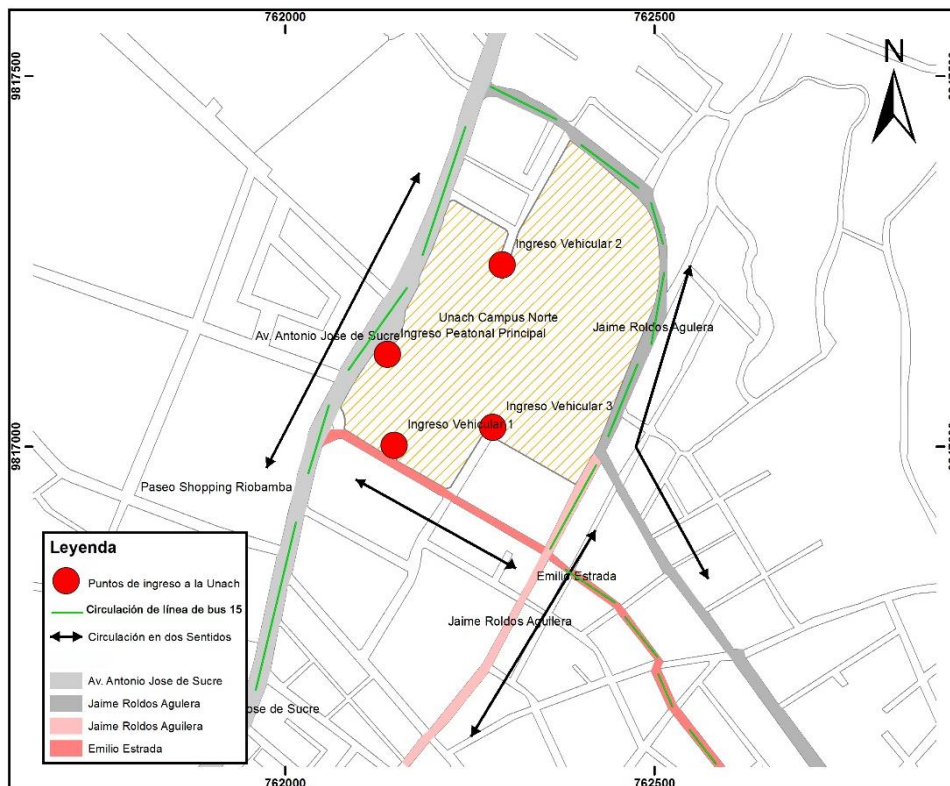 762000
762500
9817500
N
Ingreso Vehicular 2
Unach Campus Norte
Jaime Roldos Agulera
Av. Antonio Jose de Sucre
Ingreso Peatonal Principal
Ingreso Vehicular 3
Ingreso Vehicular 1
9817000
Paseo Shopping Riobamba
Emilio Estrada
Jaime Roldos Aguilera
ose de Sucre
Leyenda
Puntos de ingreso a la Unach
Circulación de línea de bus 15
Circulación en dos Sentidos
Av. Antonio Jose de Sucre
Jaime Roldos Agulera
Jaime Roldos Aguilera
Emilio Estrada
762000
762500